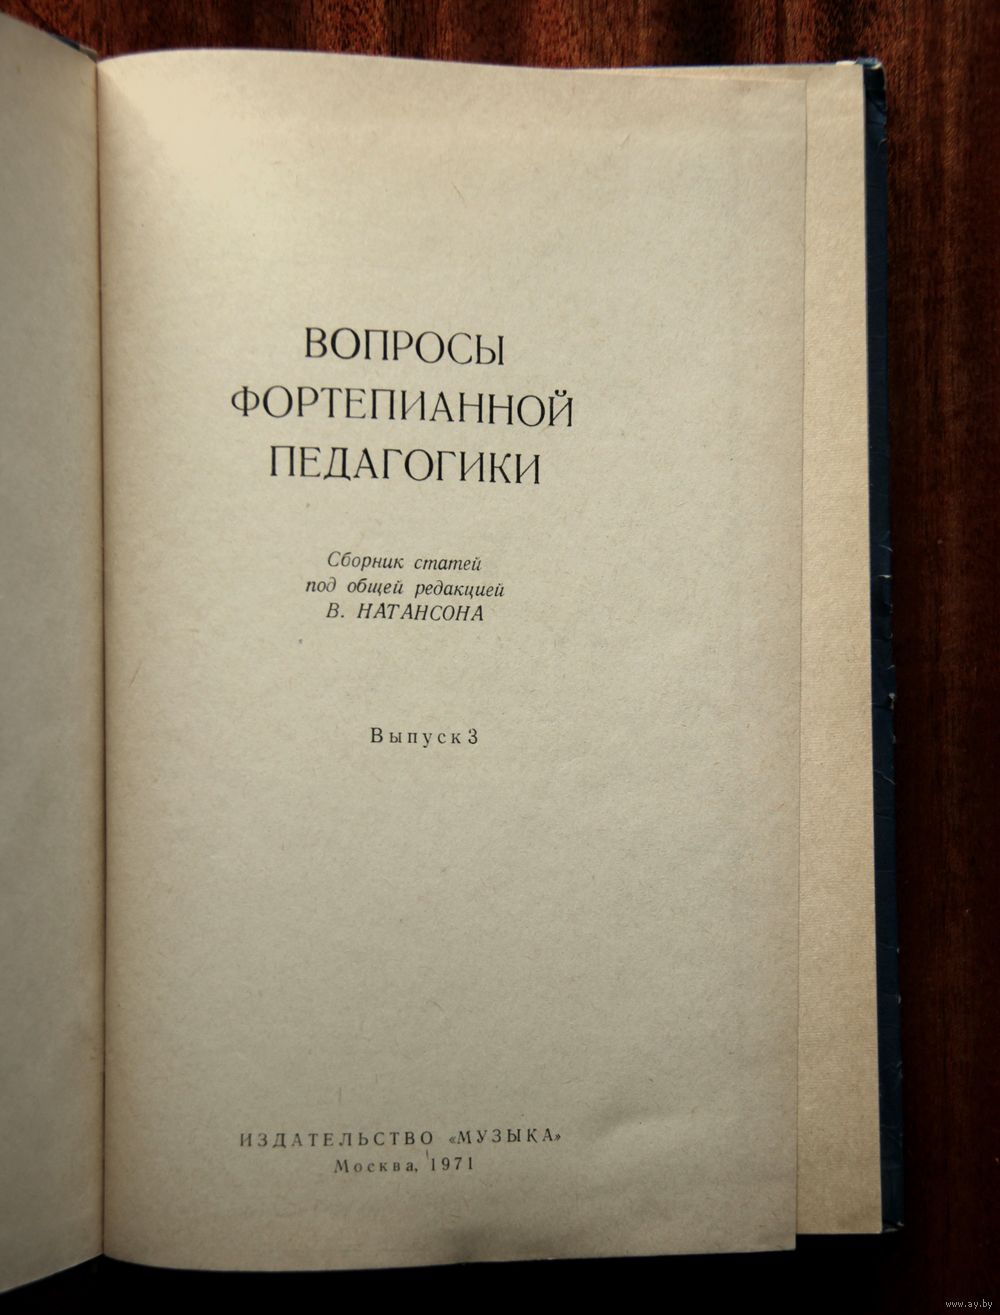 ВОПРОСЫ
ФОРТЕПИАННОЙ
ПЕДАГОГИКИ
Сборник статей
под общей редакцией
В. НАТАНСОНА
Выпуск 3
ИЗДАТЕЛЬСТВО «МУЗЫКА»
Москва, 1971
www.ay.by